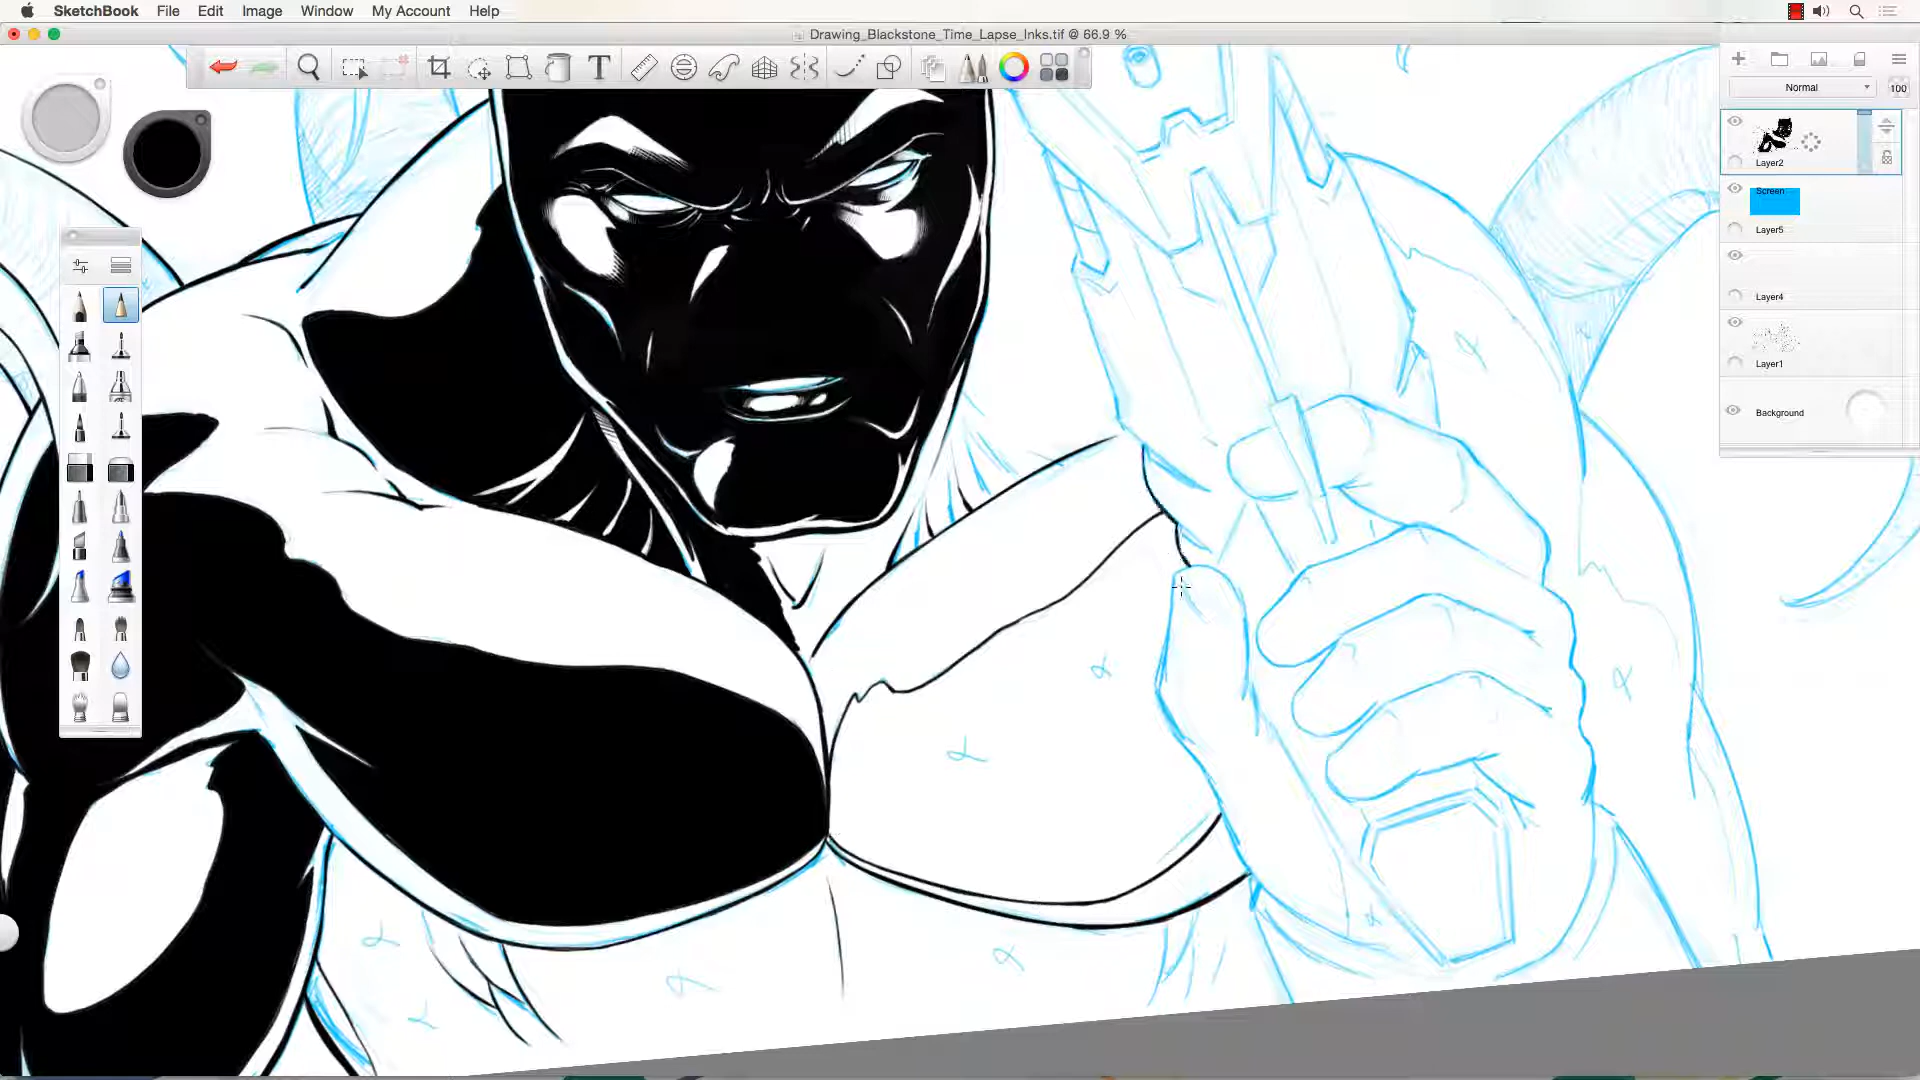 SketchBook File Edit Image Window My Account Help
Drawing_Blackstone_Time_Lapse_Inks.tif @ 66.9 %
Normal 100
Layer2
Screen
Layer5
Layer4
Layer1
Background